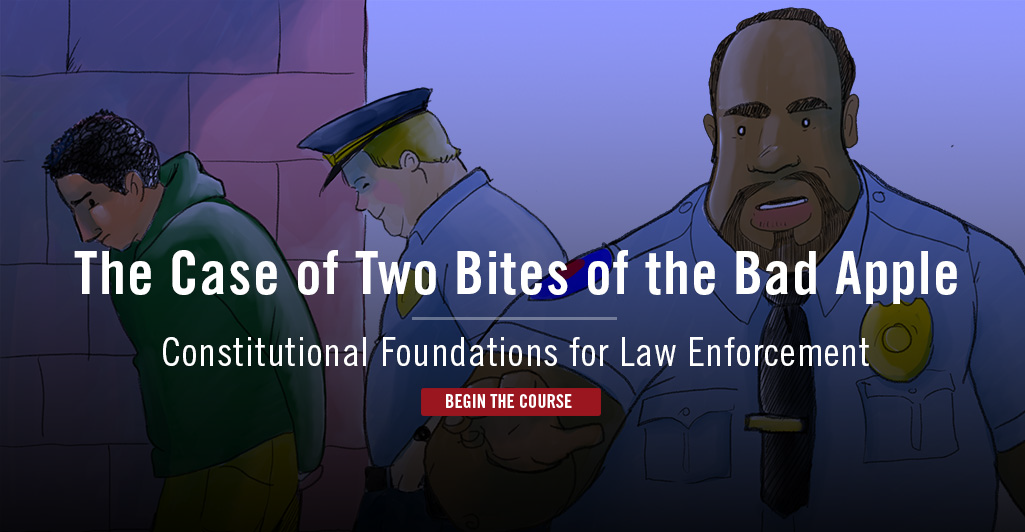 The Case of Two Bites of the Bad Apple
Constitutional Foundations for Law Enforcement
BEGIN THE COURSE